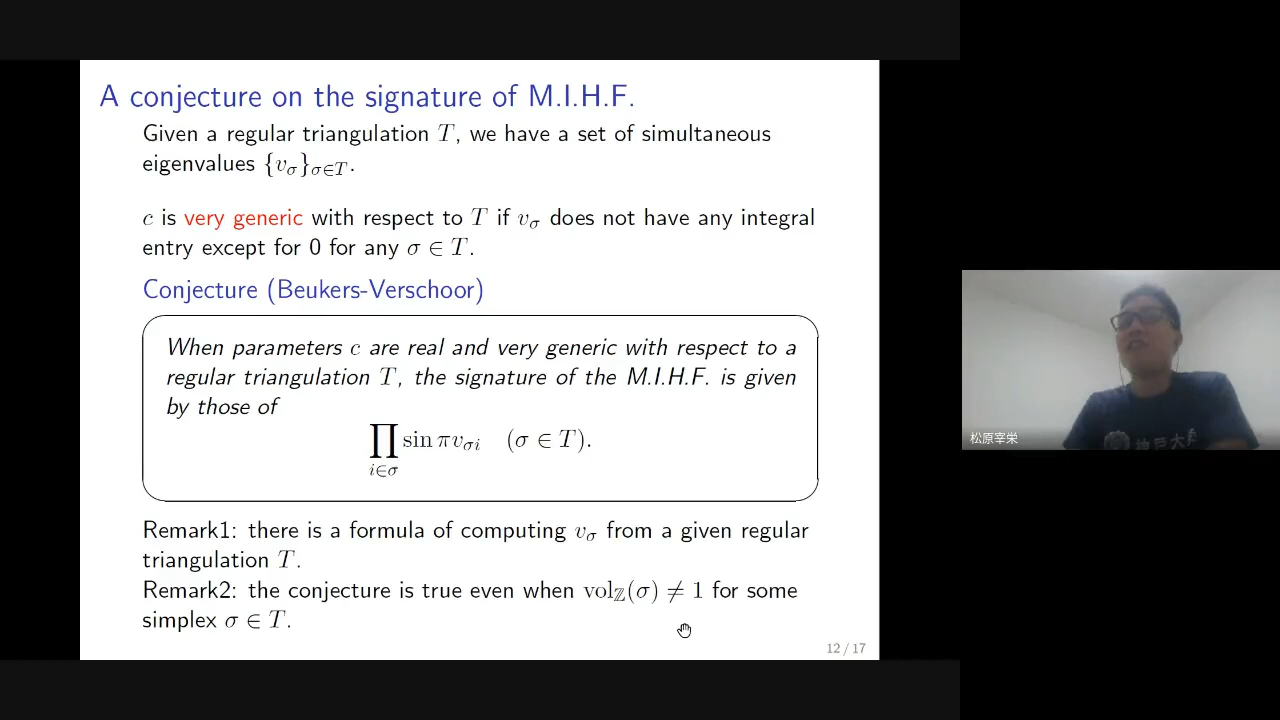 A conjecture on the signature of M.I.H.F.
Given a regular triangulation T, we have a set of simultaneous
eigenvalues {v_σ}_{σ∈T}.
c is very generic with respect to T if v_σ does not have any integral
entry except for 0 for any σ ∈ T.
Conjecture (Beukers-Verschoor)
When parameters c are real and very generic with respect to a
regular triangulation T, the signature of the M.I.H.F. is given
by those of
∏_{i∈σ} sin πv_{σi} (σ ∈ T).
Remark1: there is a formula of computing v_σ from a given regular
triangulation T.
Remark2: the conjecture is true even when vol_ℤ(σ) ≠ 1 for some
simplex σ ∈ T.
12 / 17
松原宰栄
神戸大